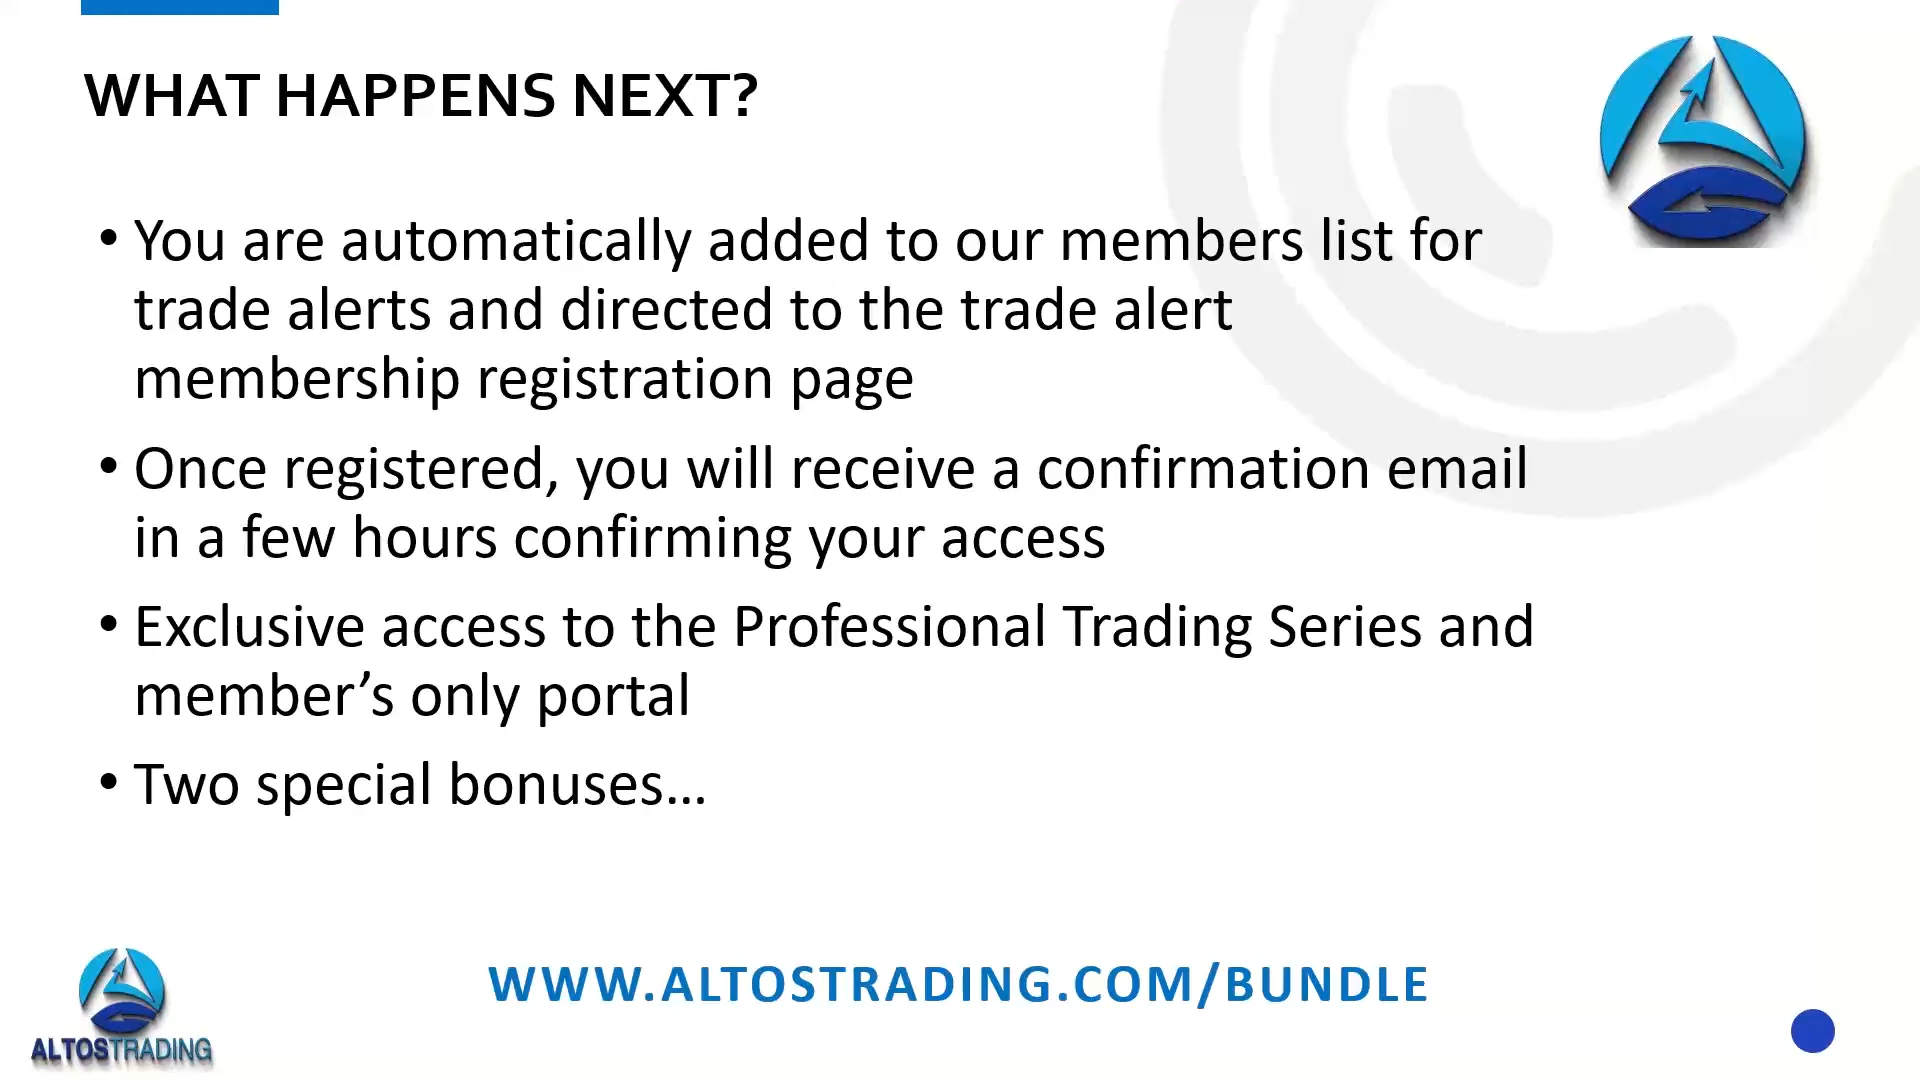 WHAT HAPPENS NEXT?
• You are automatically added to our members list for
trade alerts and directed to the trade alert
membership registration page
• Once registered, you will receive a confirmation email
in a few hours confirming your access
• Exclusive access to the Professional Trading Series and
member’s only portal
• Two special bonuses…
WWW.ALTOSTRADING.COM/BUNDLE
ALTOSTRADING